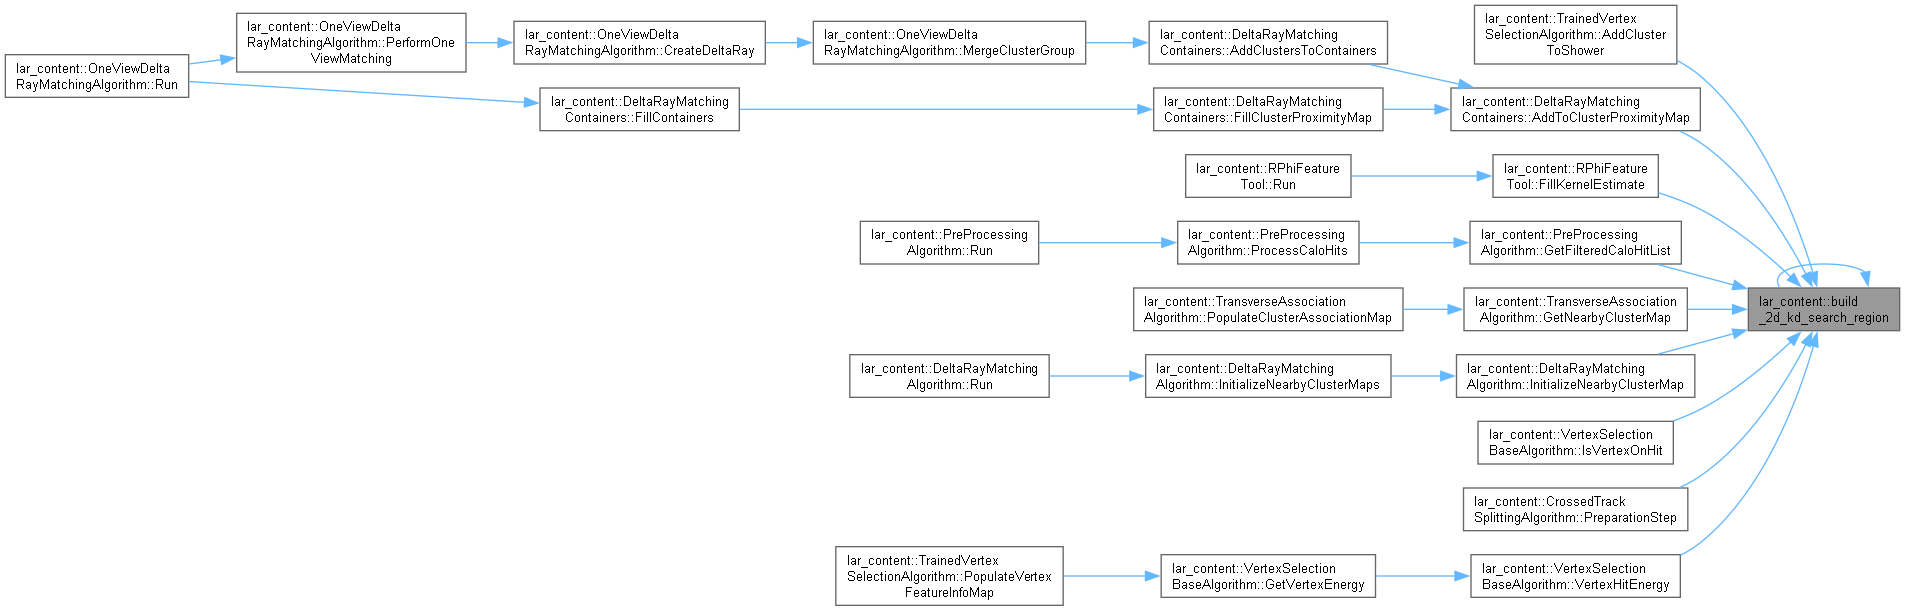 lar_content::OneViewDelta
RayMatchingAlgorithm::Run
lar_content::OneViewDelta
RayMatchingAlgorithm::PerformOne
ViewMatching
lar_content::OneViewDelta
RayMatchingAlgorithm::CreateDeltaRay
lar_content::OneViewDelta
RayMatchingAlgorithm::MergeClusterGroup
lar_content::DeltaRayMatching
Containers::AddClustersToContainers
lar_content::TrainedVertex
SelectionAlgorithm::AddCluster
ToShower
lar_content::DeltaRayMatching
Containers::FillContainers
lar_content::DeltaRayMatching
Containers::FillClusterProximityMap
lar_content::DeltaRayMatching
Containers::AddToClusterProximityMap
lar_content::RPhiFeature
Tool::Run
lar_content::RPhiFeature
Tool::FillKernelEstimate
lar_content::PreProcessing
Algorithm::Run
lar_content::PreProcessing
Algorithm::ProcessCaloHits
lar_content::PreProcessing
Algorithm::GetFilteredCaloHitList
lar_content::TransverseAssociation
Algorithm::PopulateClusterAssociationMap
lar_content::TransverseAssociation
Algorithm::GetNearbyClusterMap
lar_content::build
_2d_kd_search_region
lar_content::DeltaRayMatching
Algorithm::Run
lar_content::DeltaRayMatching
Algorithm::InitializeNearbyClusterMaps
lar_content::DeltaRayMatching
Algorithm::InitializeNearbyClusterMap
lar_content::VertexSelection
BaseAlgorithm::IsVertexOnHit
lar_content::CrossedTrack
SplittingAlgorithm::PreparationStep
lar_content::TrainedVertex
SelectionAlgorithm::PopulateVertex
FeatureInfoMap
lar_content::VertexSelection
BaseAlgorithm::GetVertexEnergy
lar_content::VertexSelection
BaseAlgorithm::VertexHitEnergy